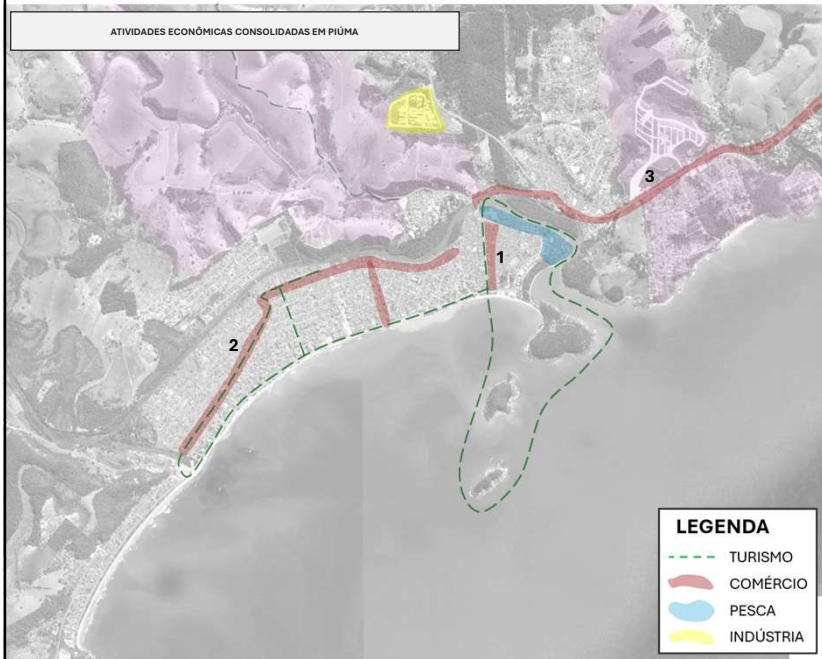 ATIVIDADES ECONÔMICAS CONSOLIDADAS EM PIÚMA
3
1
2
LEGENDA
TURISMO
COMÉRCIO
PESCA
INDÚSTRIA